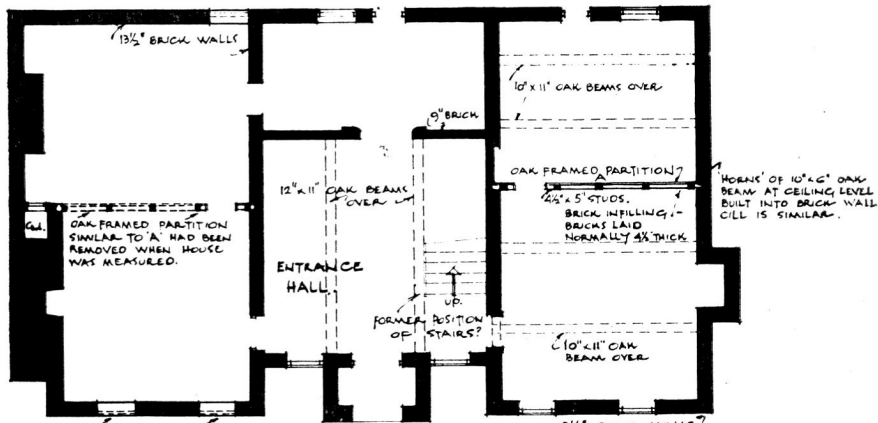 13½" BRICK WALLS
10" x 11" OAK BEAMS OVER
9" BRICK
OAK FRAMED PARTITION
A
'HORNS' OF 10" x 6" OAK
BEAM AT CEILING LEVEL
BUILT INTO BRICK WALL
CILL IS SIMILAR.
12" x 11" OAK BEAMS
OVER
4½" x 5" STUDS.
BRICK INFILLING,-
BRICKS LAID
NORMALLY 4½" THICK
Cup.
OAK FRAMED PARTITION
SIMILAR TO 'A' HAD BEEN
REMOVED WHEN HOUSE
WAS MEASURED.
ENTRANCE
HALL.
UP.
FORMER POSITION
OF STAIRS?
10" x 11" OAK
BEAM OVER